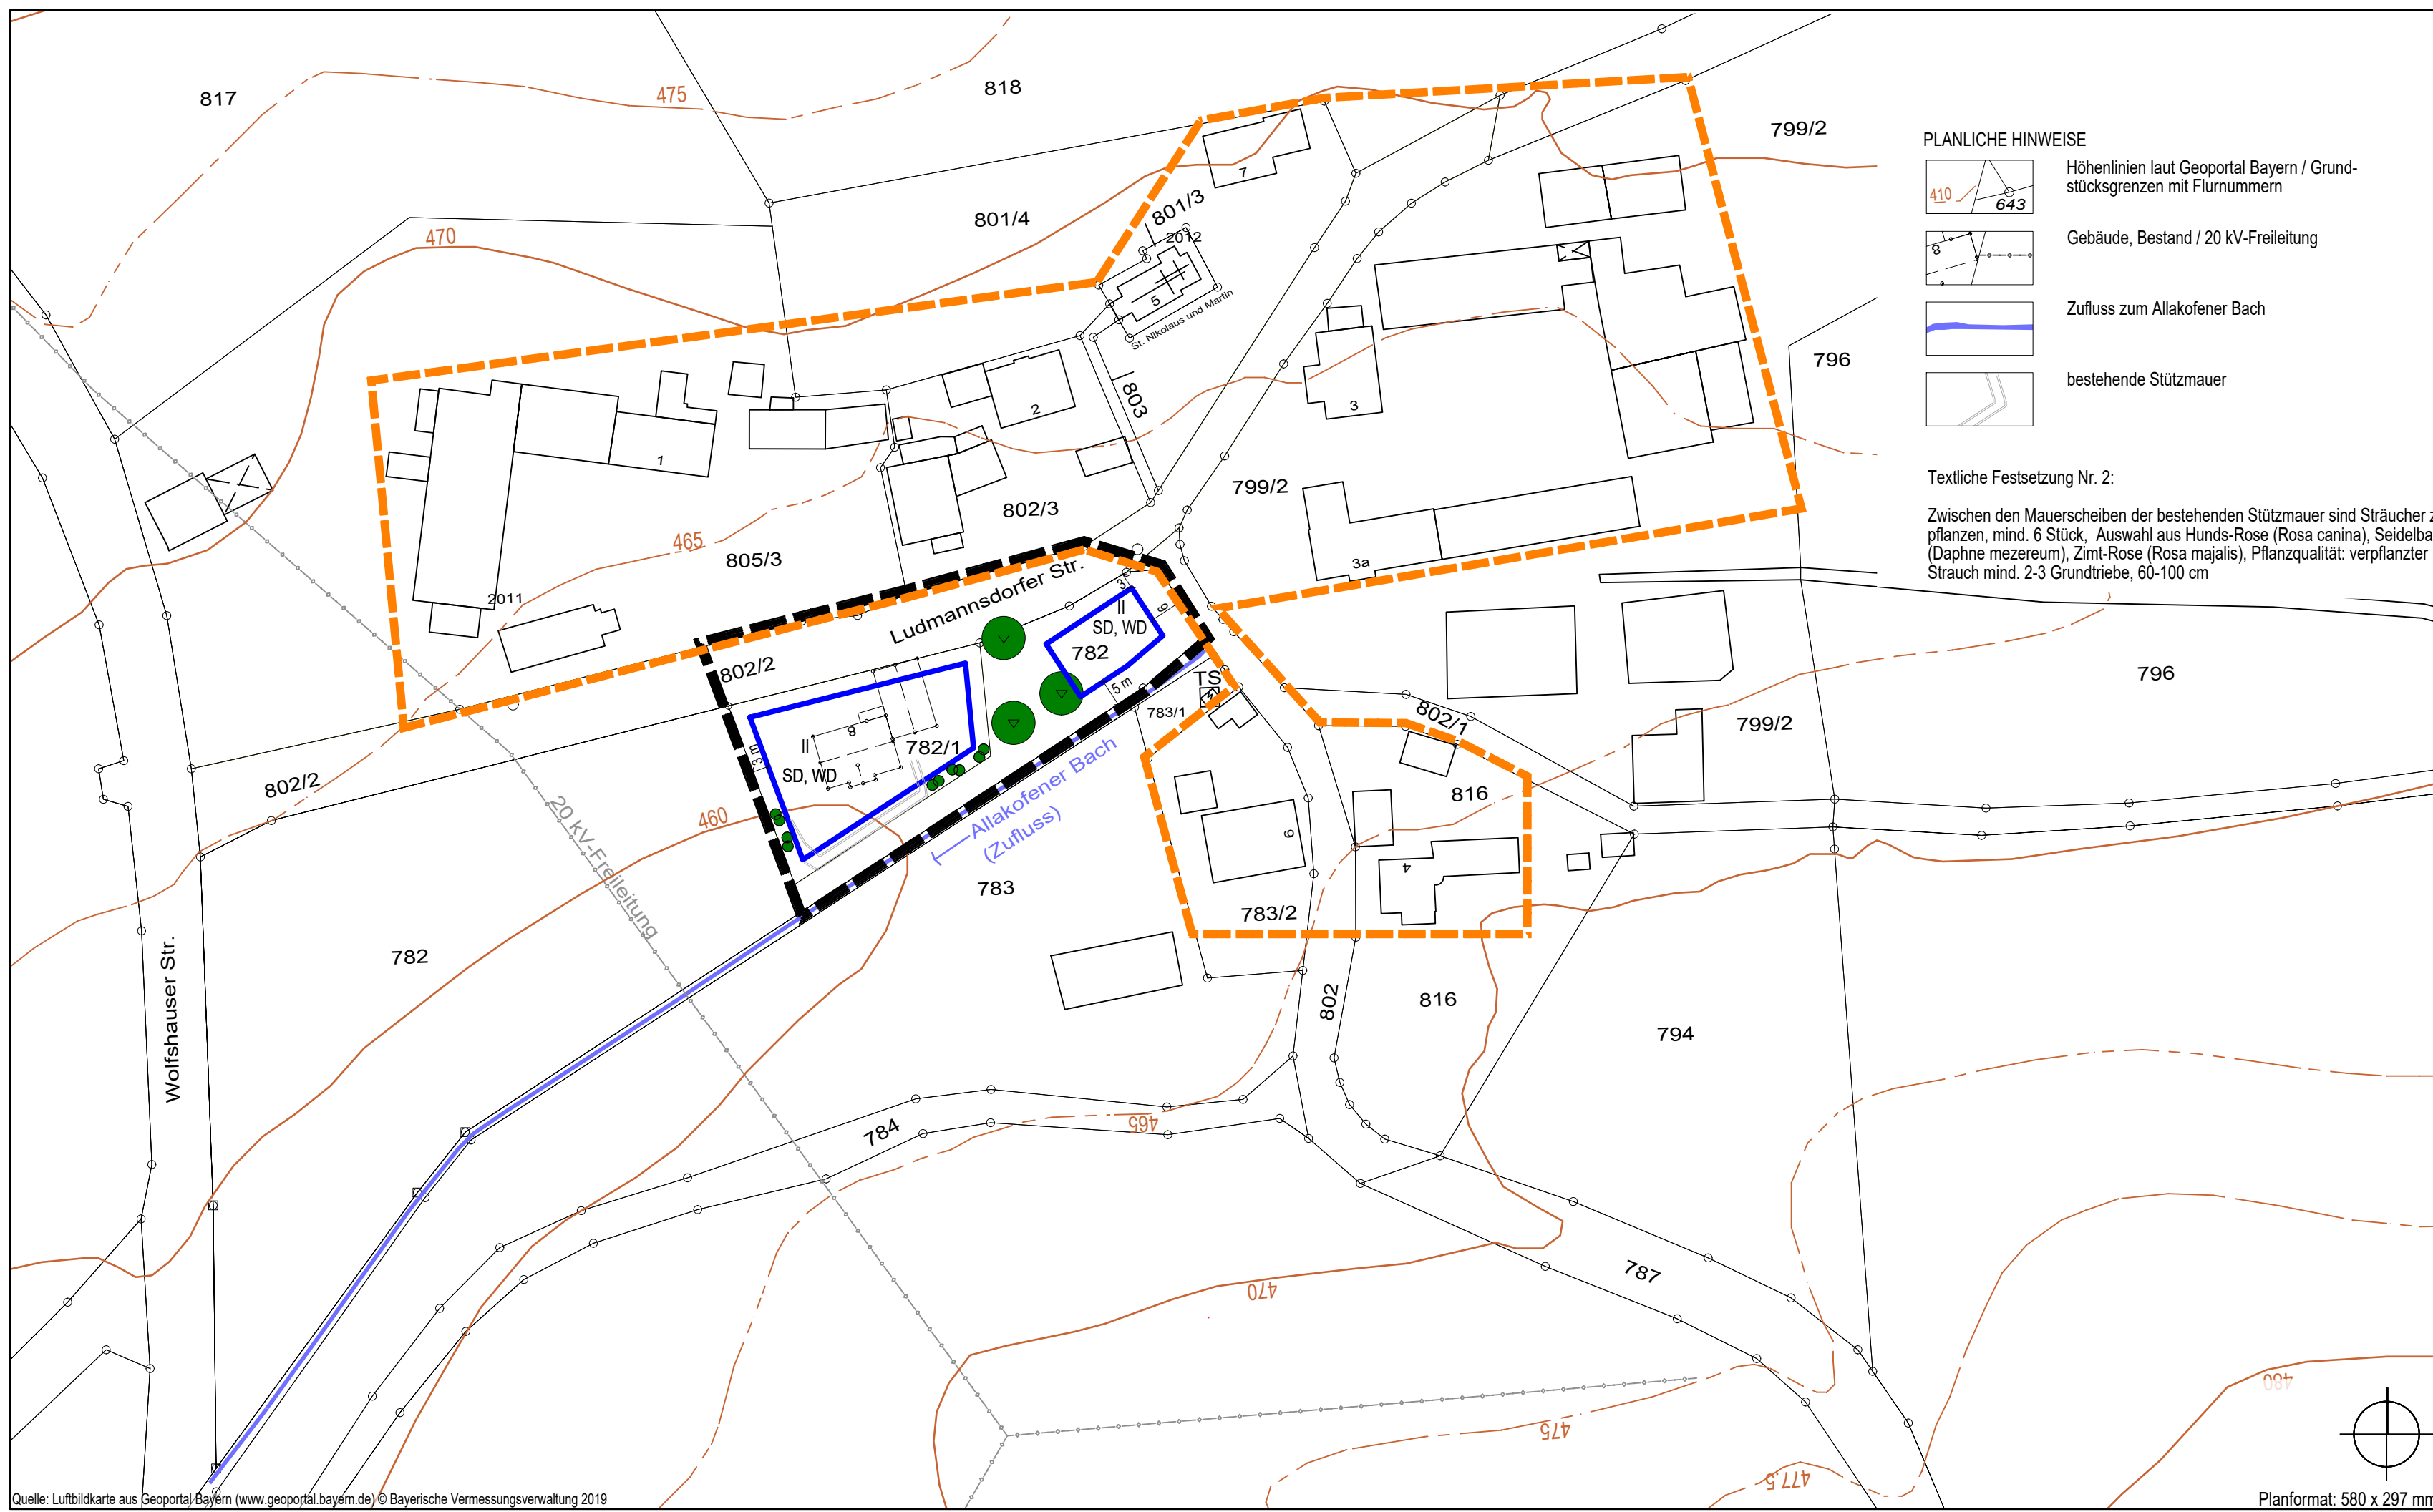 817
475
818
799/2
470
801/4
801/3
7
2012
5
St. Nikolaus und Martin
803
2
3
796
1
799/2
802/3
465
805/3
3a
2011
Ludmannsdorfer Str.
3
II
SD, WD
6
782
802/2
5 m
TS
783/1
802/1
799/2
796
8
II
782/1
3 m
SD, WD
802/2
Allakofener Bach
(Zufluss)
816
460
20 kV-Freileitung
9
4
783
783/2
782
Wolfshauser Str.
802
816
794
784
465
787
470
475
477.5
480
PLANLICHE HINWEISE
410
643
Höhenlinien laut Geoportal Bayern / Grund-
stücksgrenzen mit Flurnummern
8
Gebäude, Bestand / 20 kV-Freileitung
Zufluss zum Allakofener Bach
bestehende Stützmauer
Textliche Festsetzung Nr. 2:
Zwischen den Mauerscheiben der bestehenden Stützmauer sind Sträucher
pflanzen, mind. 6 Stück, Auswahl aus Hunds-Rose (Rosa canina), Seidelba
(Daphne mezereum), Zimt-Rose (Rosa majalis), Pflanzqualität: verpflanzter
Strauch mind. 2-3 Grundtriebe, 60-100 cm
Quelle: Luftbildkarte aus Geoportal Bayern (www.geoportal.bayern.de) © Bayerische Vermessungsverwaltung 2019
Planformat: 580 x 297 mm